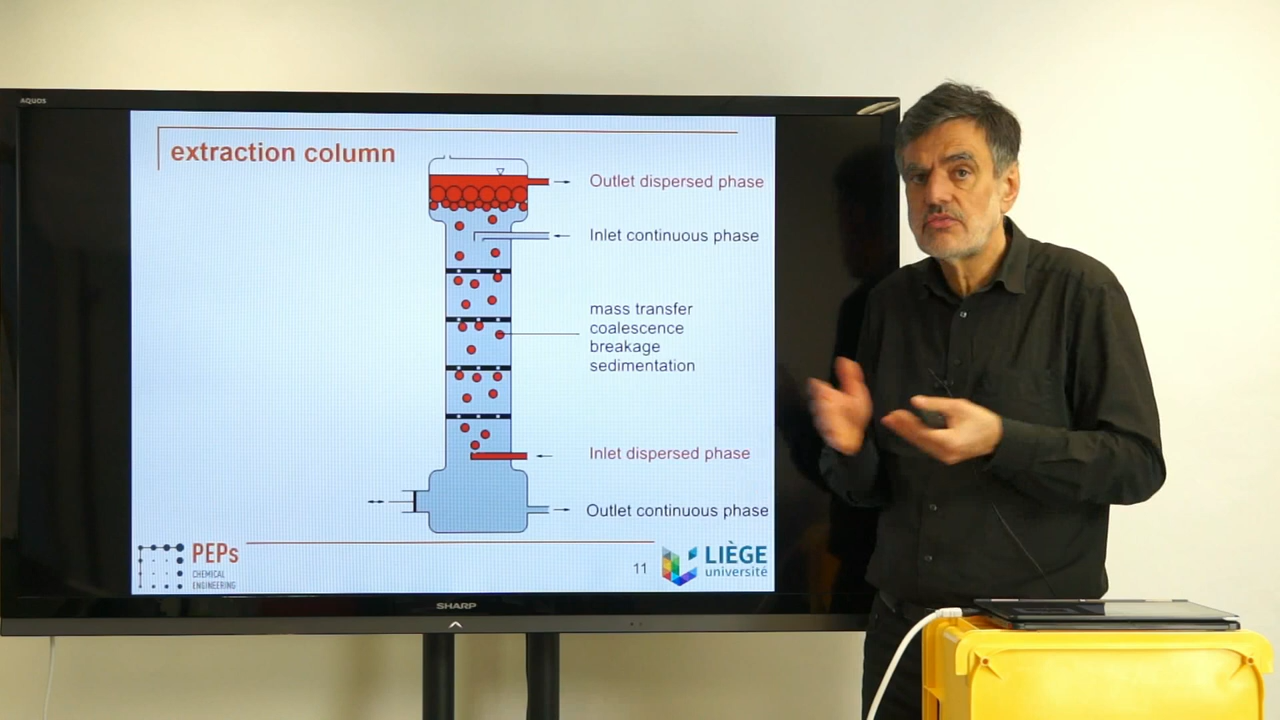 AQUOS
extraction column
Outlet dispersed phase
Inlet continuous phase
mass transfer
coalescence
breakage
sedimentation
Inlet dispersed phase
Outlet continuous phase
PEPs
CHEMICAL
ENGINEERING
11
LIÈGE
université
SHARP